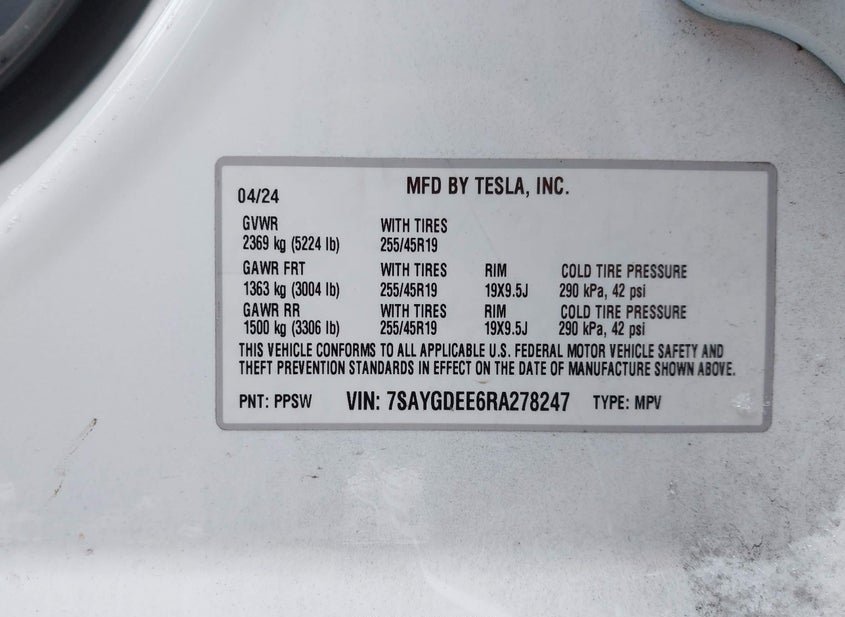 MFD BY TESLA, INC.
04/24
GVWR WITH TIRES
2369 kg (5224 lb) 255/45R19
GAWR FRT WITH TIRES RIM COLD TIRE PRESSURE
1363 kg (3004 lb) 255/45R19 19X9.5J 290 kPa, 42 psi
GAWR RR WITH TIRES RIM COLD TIRE PRESSURE
1500 kg (3306 lb) 255/45R19 19X9.5J 290 kPa, 42 psi
THIS VEHICLE CONFORMS TO ALL APPLICABLE U.S. FEDERAL MOTOR VEHICLE SAFETY AND
THEFT PREVENTION STANDARDS IN EFFECT ON THE DATE OF MANUFACTURE SHOWN ABOVE.
PNT: PPSW VIN: 7SAYGDEE6RA278247 TYPE: MPV